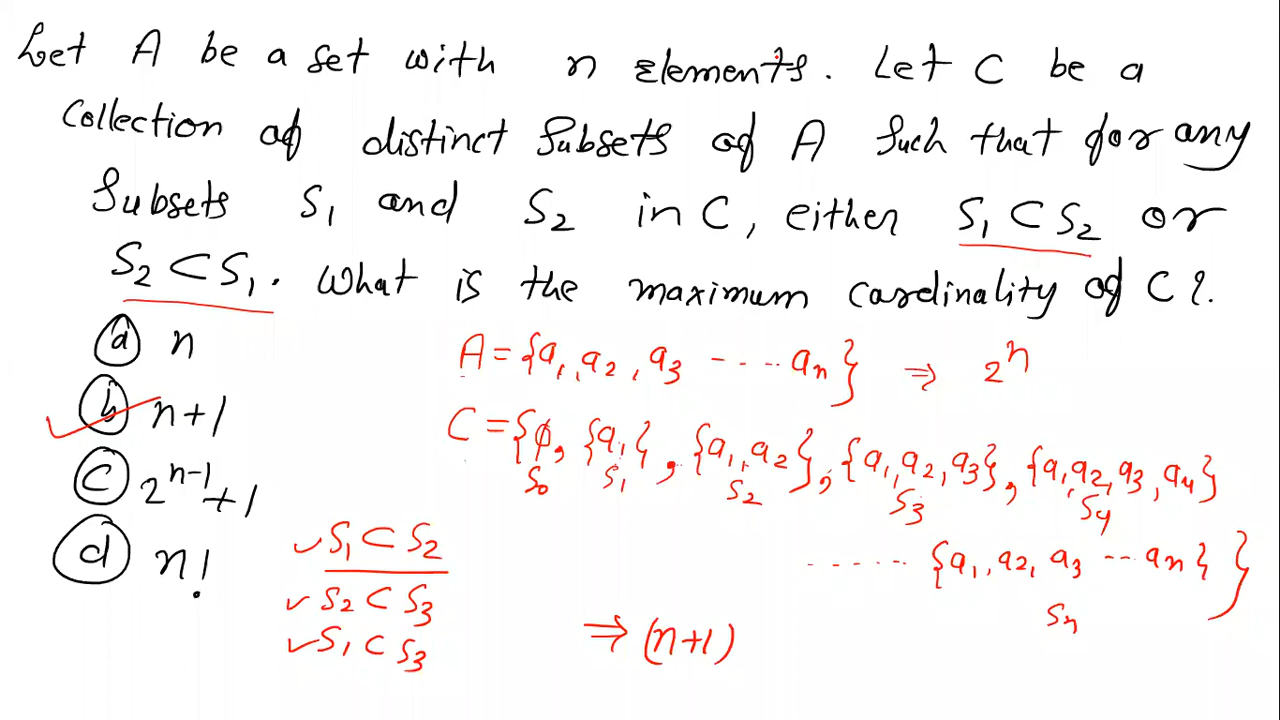 Let A be a set with n elements. Let C be a
Collection of distinct Subsets of A Such that for any
Subsets S₁ and S₂ in C, either S₁ ⊂ S₂ or
S₂ ⊂ S₁. What is the maximum cardinality of C?.
(a) n
A = {a₁, a₂, a₃ ---- aₙ} ⇒ 2ⁿ
(b) n+1
C = {ϕ, {a₁}, {a₁, a₂}, {a₁, a₂, a₃}, {a₁, a₂, a₃, a₄}
S₀ S₁ S₂ S₃ S₄
(c) 2ⁿ⁻¹+1
...... {a₁, a₂, a₃ --- aₙ} }
Sₙ
(d) n!
✓S₁ ⊂ S₂
✓S₂ ⊂ S₃
✓S₁ ⊂ S₃
⇒ (n+1)